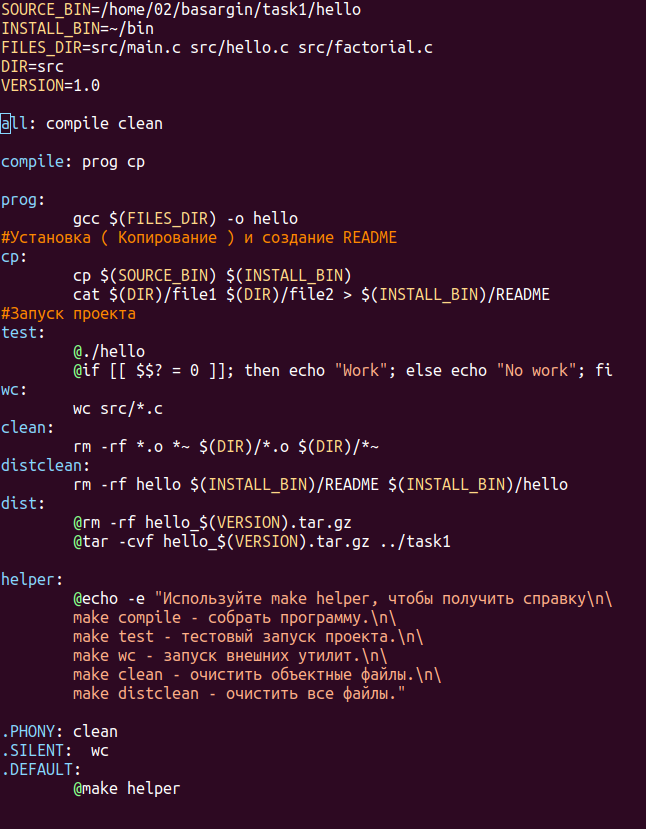 SOURCE_BIN=/home/02/basargin/task1/hello
INSTALL_BIN=~/bin
FILES_DIR=src/main.c src/hello.c src/factorial.c
DIR=src
VERSION=1.0

all: compile clean

compile: prog cp

prog:
        gcc $(FILES_DIR) -o hello
#Установка ( Копирование ) и создание README
cp:
        cp $(SOURCE_BIN) $(INSTALL_BIN)
        cat $(DIR)/file1 $(DIR)/file2 > $(INSTALL_BIN)/README
#Запуск проекта
test:
        @./hello
        @if [[ $$? = 0 ]]; then echo "Work"; else echo "No work"; fi
wc:
        wc src/*.c
clean:
        rm -rf *.o *~ $(DIR)/*.o $(DIR)/*~
distclean:
        rm -rf hello $(INSTALL_BIN)/README $(INSTALL_BIN)/hello
dist:
        @rm -rf hello_$(VERSION).tar.gz
        @tar -cvf hello_$(VERSION).tar.gz ../task1

helper:
        @echo -e "Используйте make helper, чтобы получить справку\n\
        make compile - собрать программу.\n\
        make test - тестовый запуск проекта.\n\
        make wc - запуск внешних утилит.\n\
        make clean - очистить объектные файлы.\n\
        make distclean - очистить все файлы."

.PHONY: clean
.SILENT:  wc
.DEFAULT:
        @make helper